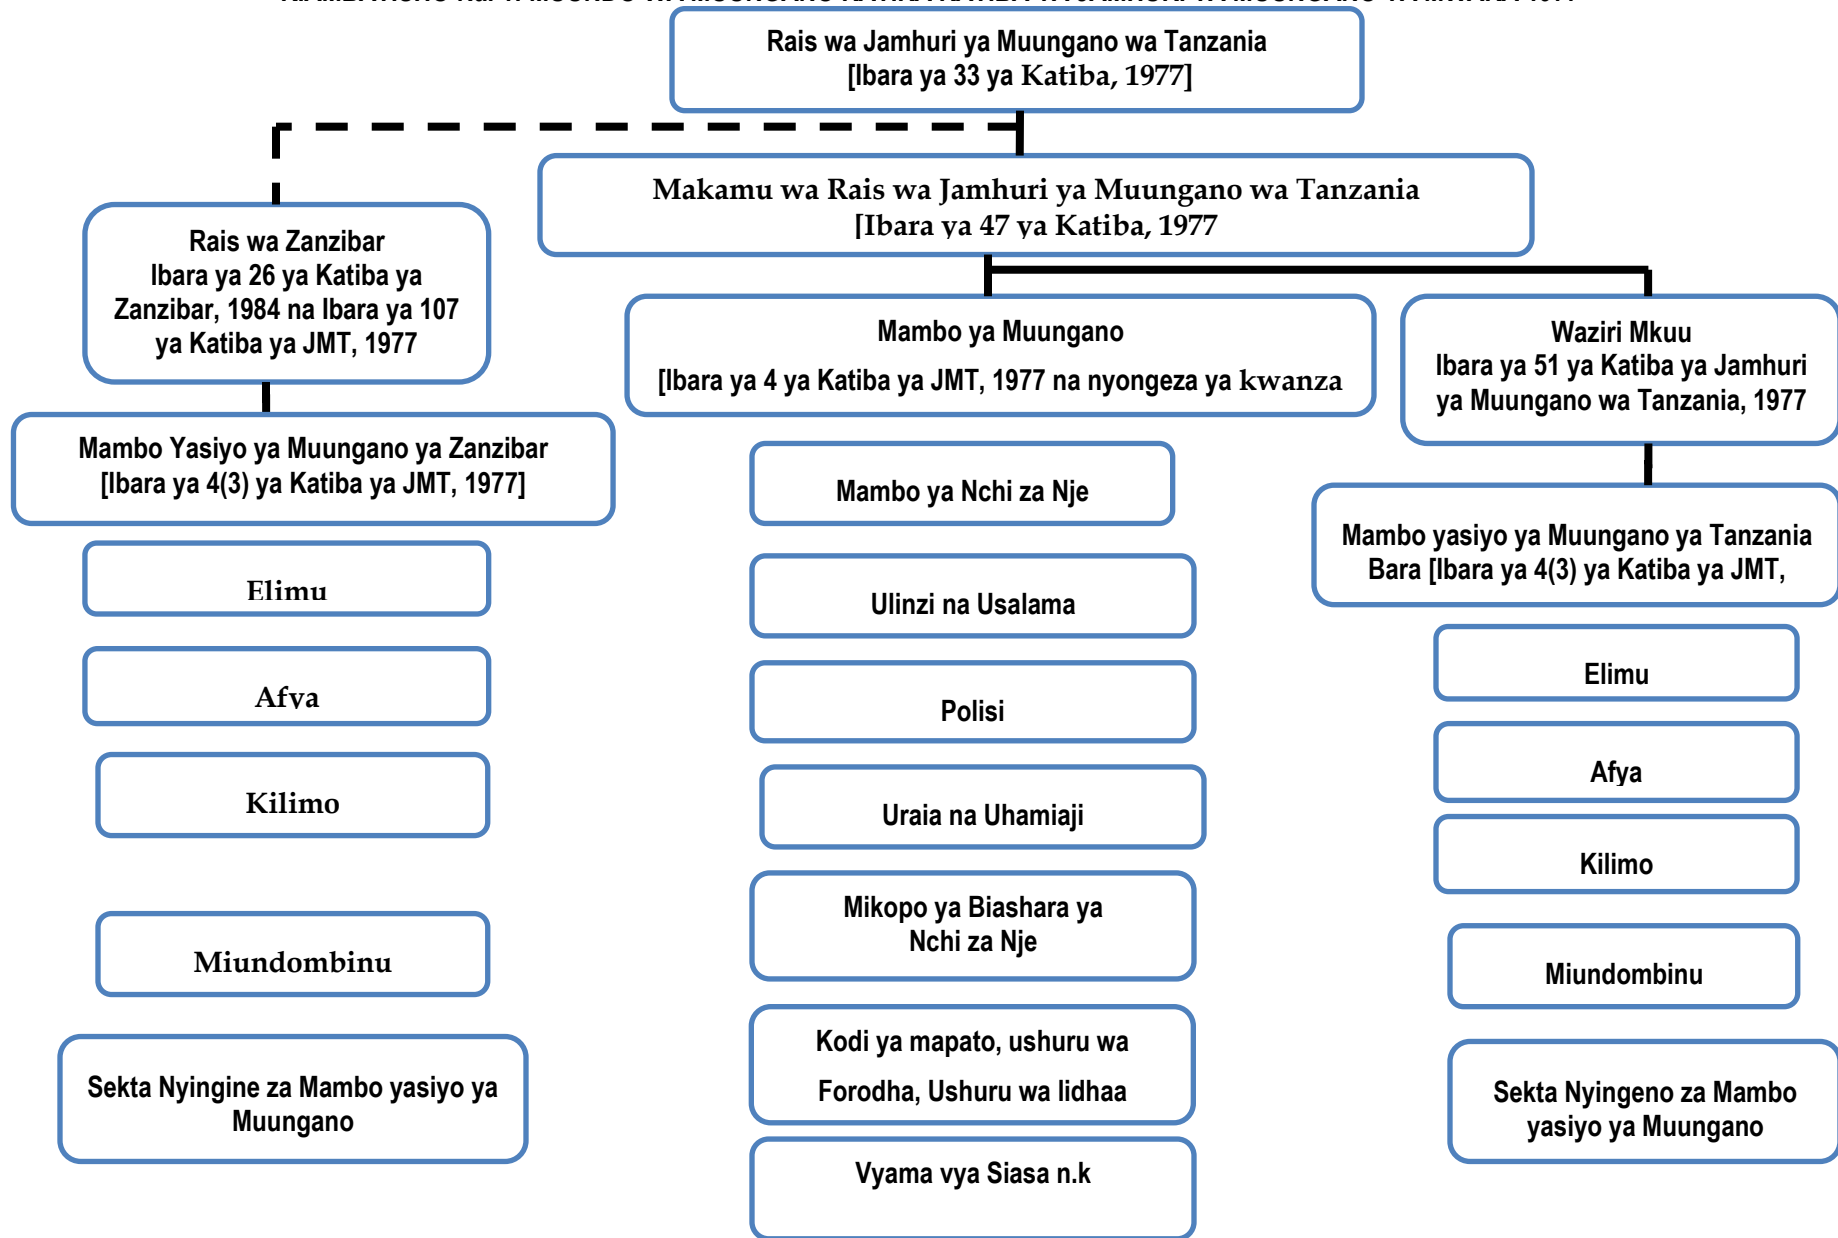 Rais wa Jamhuri ya Muungano wa Tanzania
[Ibara ya 33 ya Katiba, 1977]
Makamu wa Rais wa Jamhuri ya Muungano wa Tanzania
[Ibara ya 47 ya Katiba, 1977
Rais wa Zanzibar
Ibara ya 26 ya Katiba ya
Zanzibar, 1984 na Ibara ya 107
ya Katiba ya JMT, 1977
Mambo Yasiyo ya Muungano ya Zanzibar
[Ibara ya 4(3) ya Katiba ya JMT, 1977]
Elimu
Afya
Kilimo
Miundombinu
Sekta Nyingine za Mambo yasiyo ya
Muungano
Mambo ya Muungano
[Ibara ya 4 ya Katiba ya JMT, 1977 na nyongeza ya kwanza
Mambo ya Nchi za Nje
Ulinzi na Usalama
Polisi
Uraia na Uhamiaji
Mikopo ya Biashara ya
Nchi za Nje
Kodi ya mapato, ushuru wa
Forodha, Ushuru wa lidhaa
Vyama vya Siasa n.k
Waziri Mkuu
Ibara ya 51 ya Katiba ya Jamhuri
ya Muungano wa Tanzania, 1977
Mambo yasiyo ya Muungano ya Tanzania
Bara [Ibara ya 4(3) ya Katiba ya JMT,
Elimu
Afya
Kilimo
Miundombinu
Sekta Nyingeno za Mambo
yasiyo ya Muungano